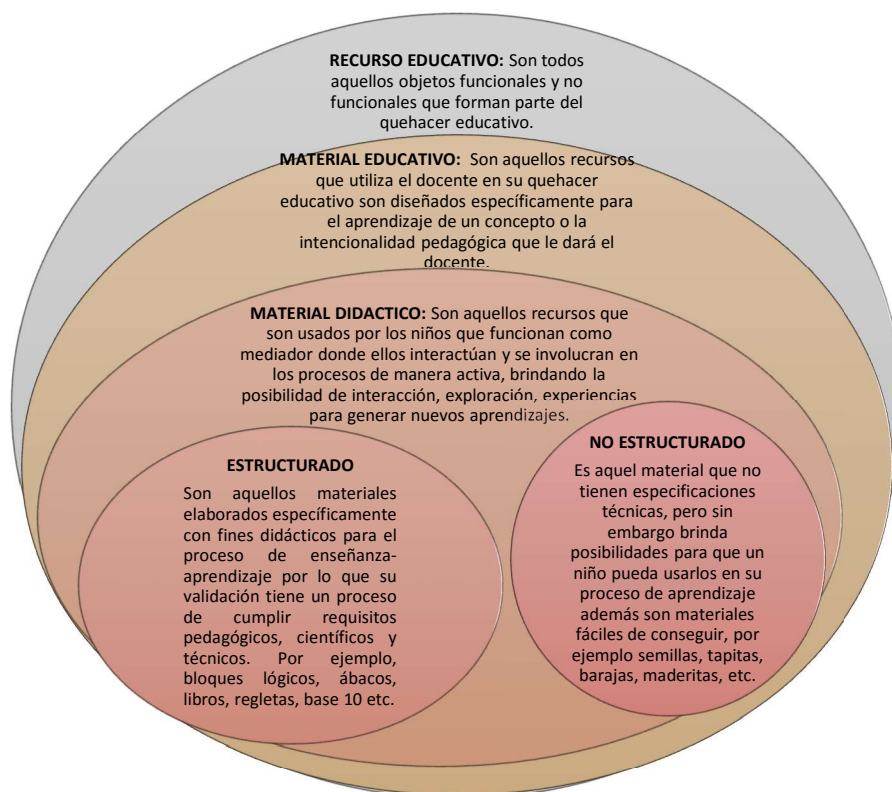 RECURSO EDUCATIVO: Son todos
aquellos objetos funcionales y no
funcionales que forman parte del
quehacer educativo.
MATERIAL EDUCATIVO: Son aquellos recursos
que utiliza el docente en su quehacer
educativo son diseñados específicamente para
el aprendizaje de un concepto o la
intencionalidad pedagógica que le dará el
docente.
MATERIAL DIDACTICO: Son aquellos recursos que
son usados por los niños que funcionan como
mediador donde ellos interactúan y se involucran en
los procesos de manera activa, brindando la
posibilidad de interacción, exploración, experiencias
para generar nuevos aprendizajes.
ESTRUCTURADO
Son aquellos materiales
elaborados específicamente
con fines didácticos para el
proceso de enseñanza-
aprendizaje por lo que su
validación tiene un proceso
de cumplir requisitos
pedagógicos, científicos y
técnicos. Por ejemplo,
bloques lógicos, ábacos,
libros, regletas, base 10 etc.
NO ESTRUCTURADO
Es aquel material que no
tienen especificaciones
técnicas, pero sin
embargo brinda
posibilidades para que un
niño pueda usarlos en su
proceso de aprendizaje
además son materiales
fáciles de conseguir, por
ejemplo semillas, tapitas,
barajas, maderitas, etc.